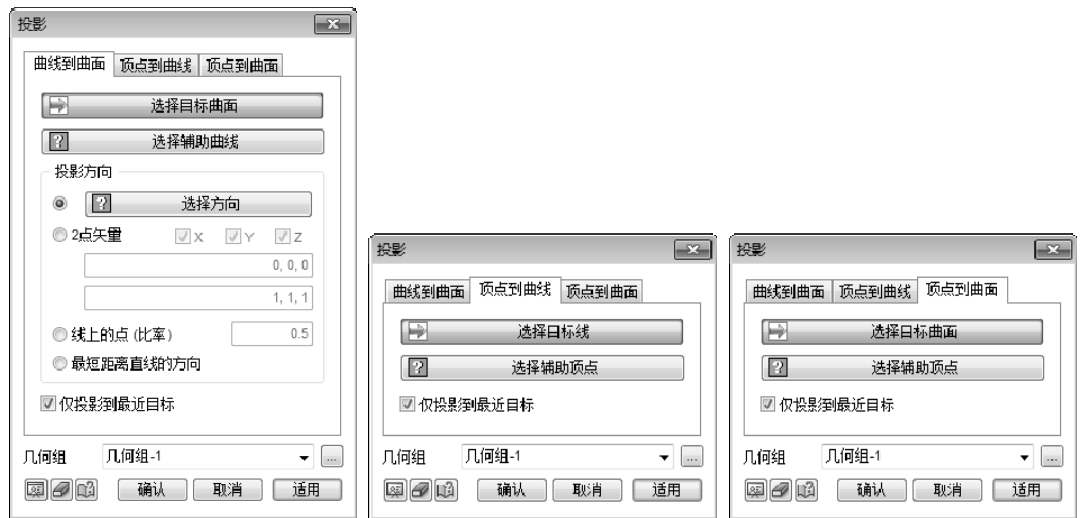 投影
曲线到曲面 顶点到曲线 顶点到曲面
选择目标曲面
选择辅助曲线
投影方向
选择方向
2点矢量 X Y Z
0, 0, 0
1, 1, 1
线上的点 (比率) 0.5
最短距离直线的方向
仅投影到最近目标
几何组 几何组-1 ...
确认 取消 适用
投影
曲线到曲面 顶点到曲线 顶点到曲面
选择目标线
选择辅助顶点
仅投影到最近目标
几何组 几何组-1 ...
确认 取消 适用
投影
曲线到曲面 顶点到曲线 顶点到曲面
选择目标曲面
选择辅助顶点
仅投影到最近目标
几何组 几何组-1 ...
确认 取消 适用